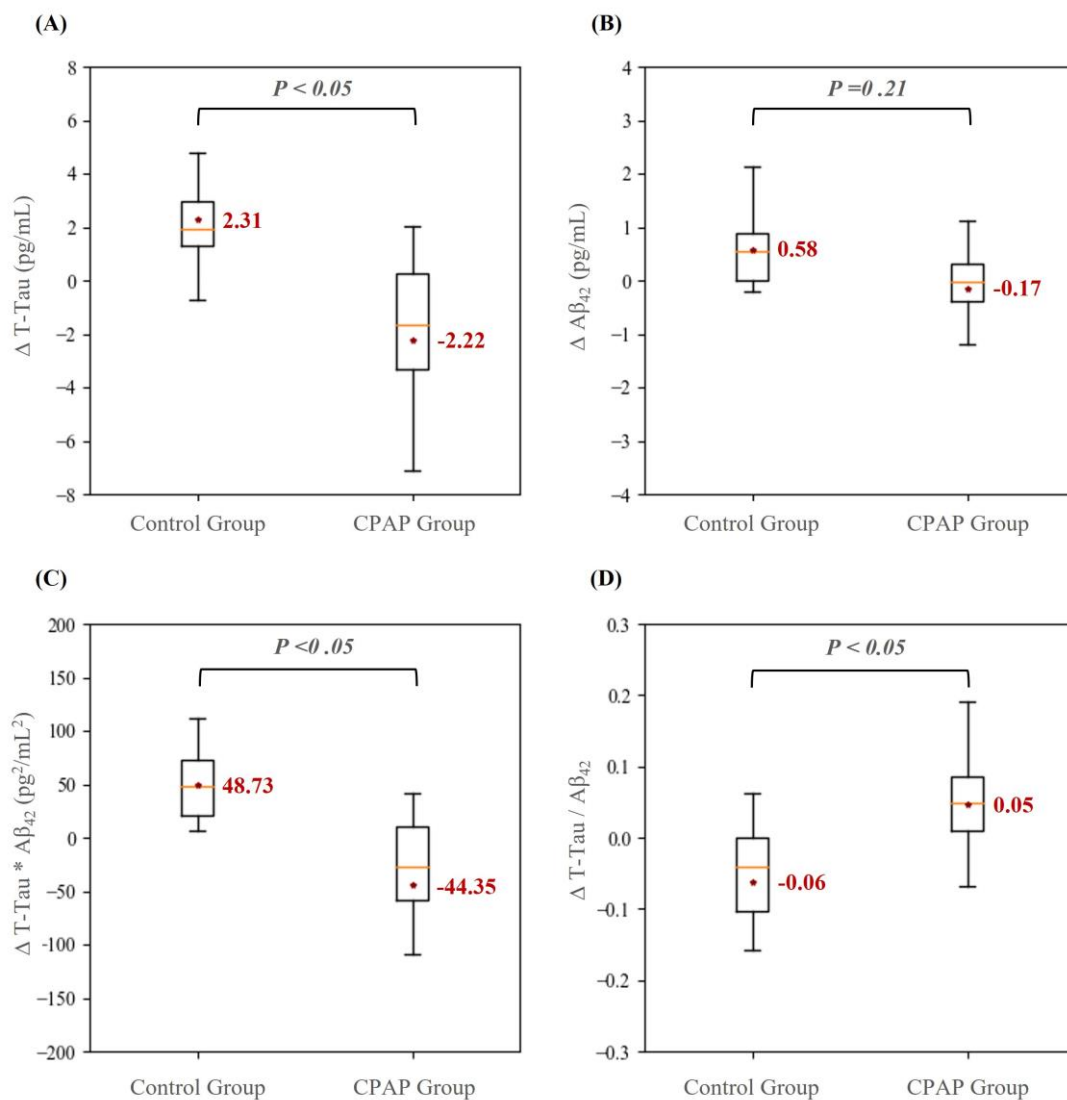 (A)
P < 0.05
Δ T-Tau (pg/mL)
8
6
4
2
0
−2
−4
−6
−8
2.31
-2.22
Control Group
CPAP Group
(B)
P =0 .21
Δ Aβ₄₂ (pg/mL)
4
3
2
1
0
−1
−2
−3
−4
0.58
-0.17
Control Group
CPAP Group
(C)
P <0 .05
Δ T-Tau * Aβ₄₂ (pg²/mL²)
200
150
100
50
0
−50
-100
−150
−200
48.73
-44.35
Control Group
CPAP Group
(D)
P < 0.05
Δ T-Tau / Aβ₄₂
0.3
0.2
0.1
0.0
−0.1
−0.2
−0.3
-0.06
0.05
Control Group
CPAP Group